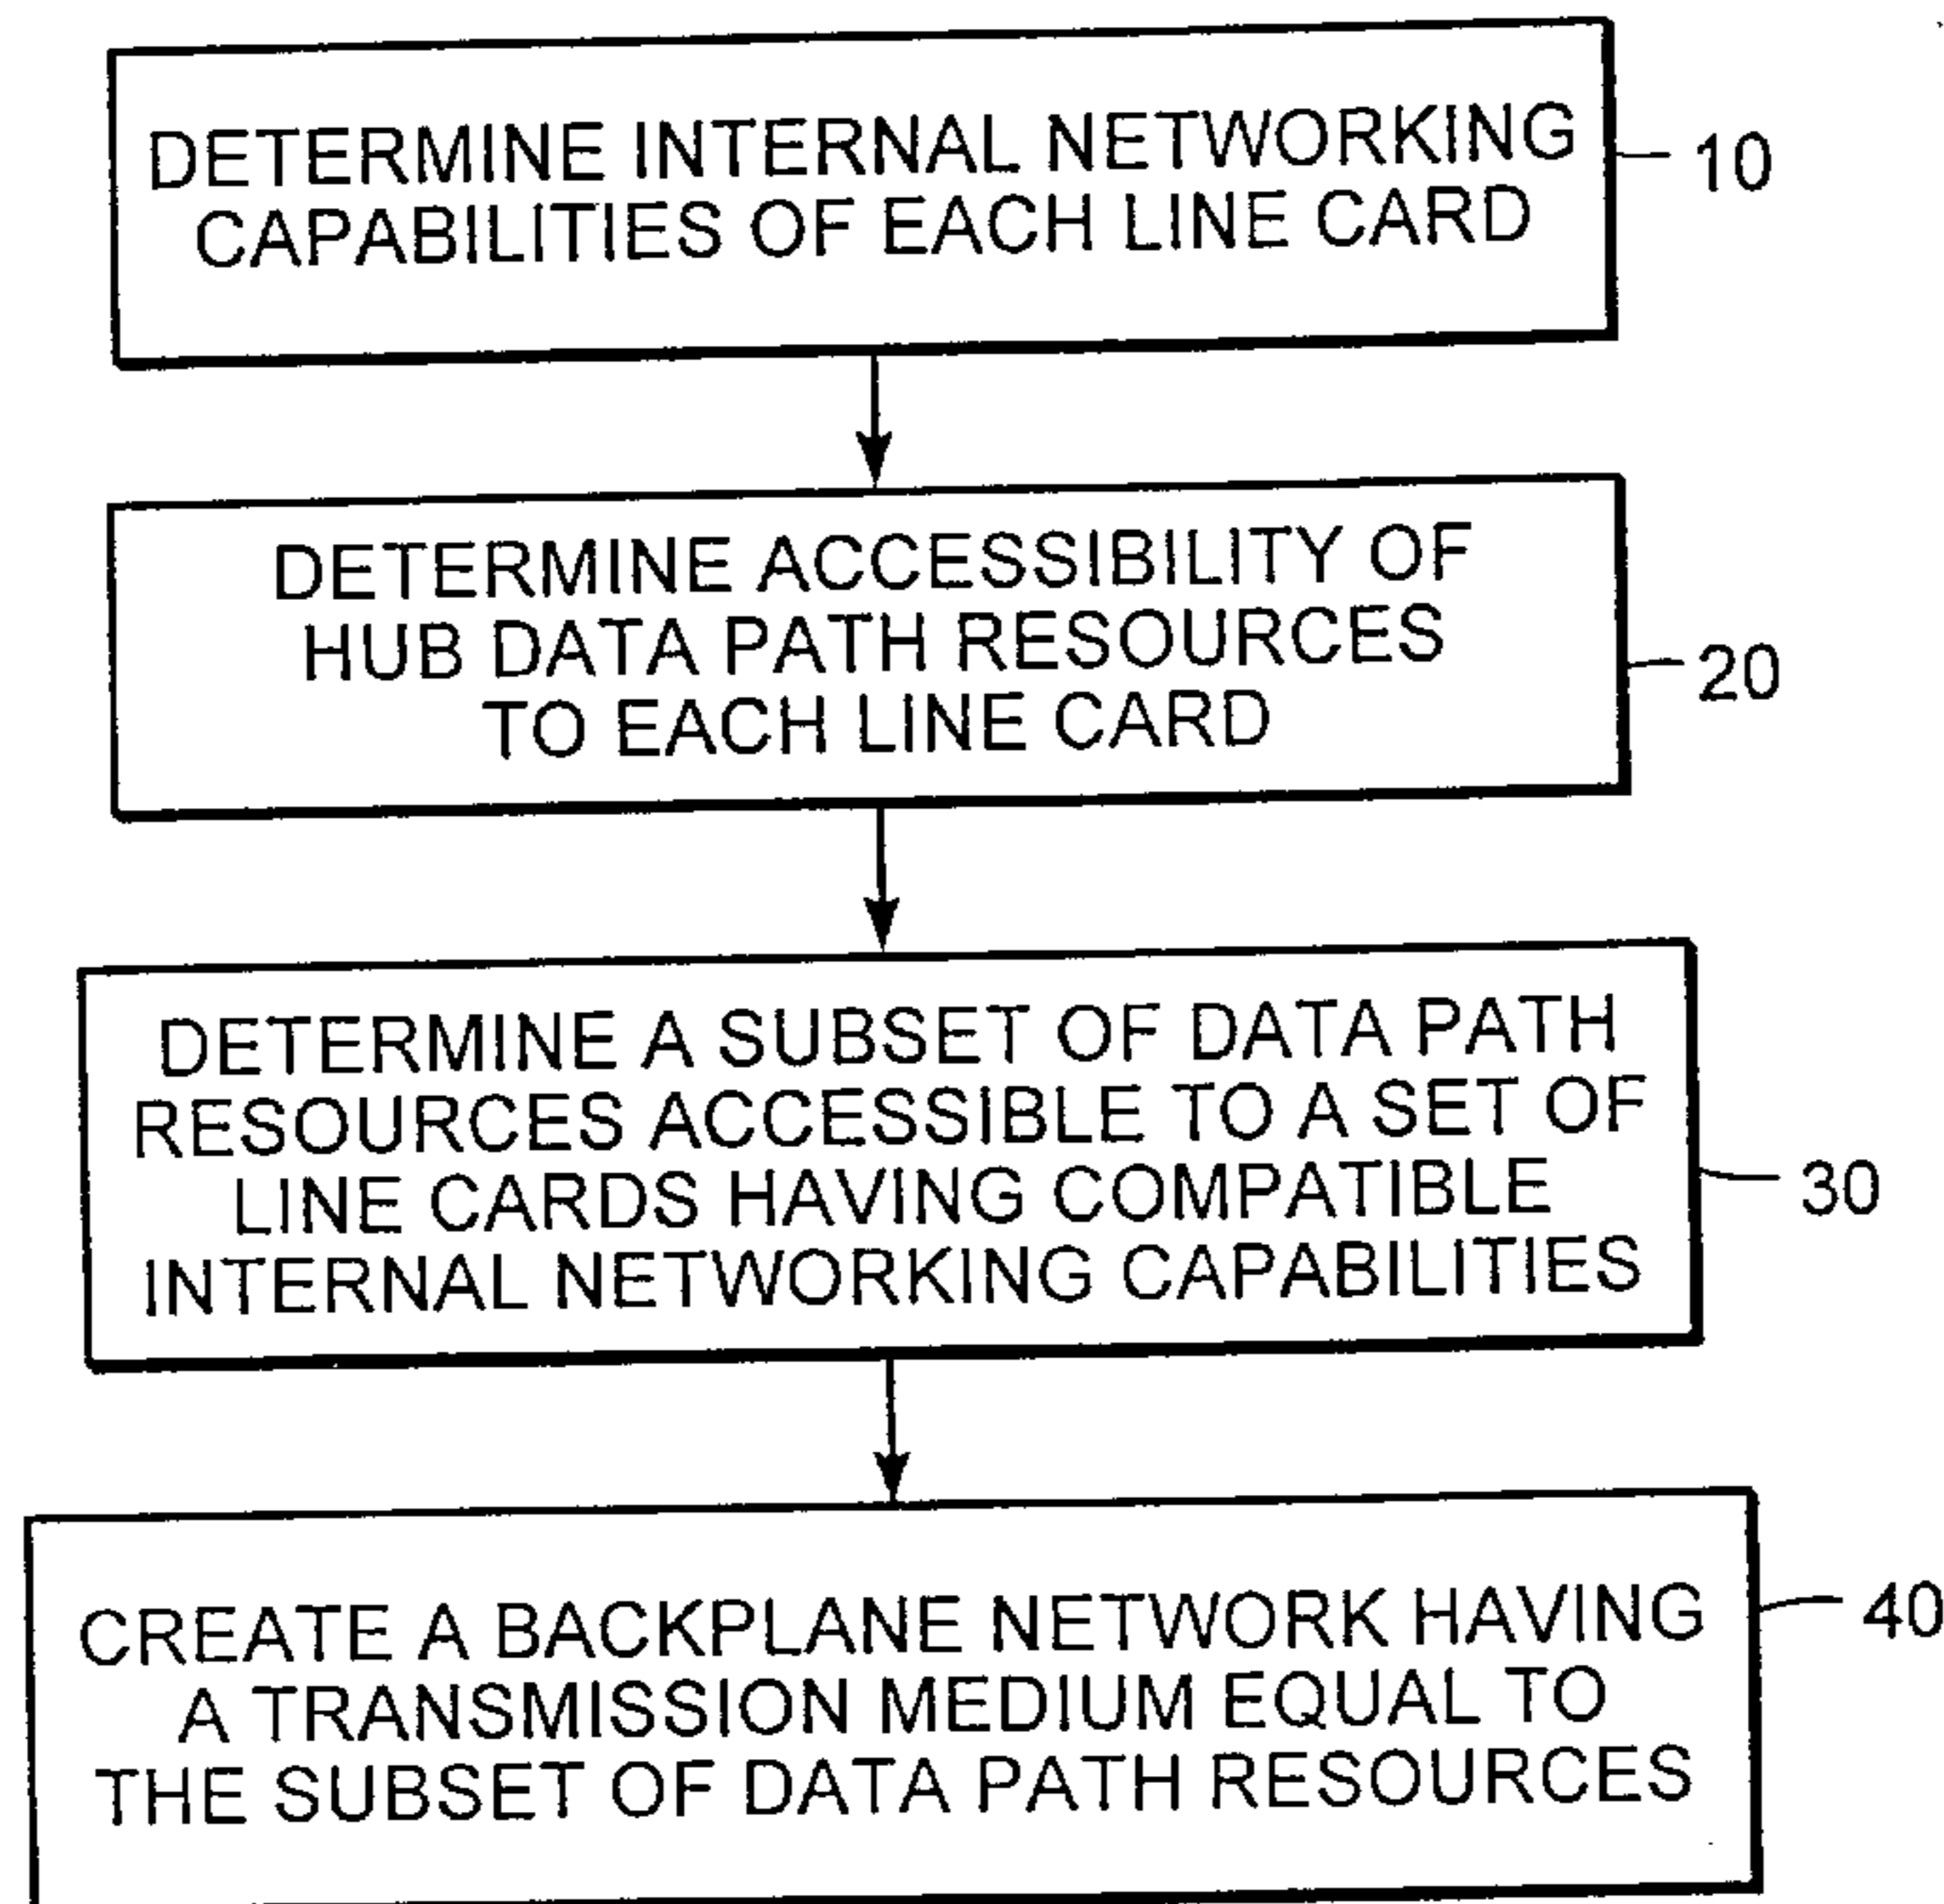 DETERMINE INTERNAL NETWORKING
CAPABILITIES OF EACH LINE CARD
10
DETERMINE ACCESSIBILITY OF
HUB DATA PATH RESOURCES
TO EACH LINE CARD
20
DETERMINE A SUBSET OF DATA PATH
RESOURCES ACCESSIBLE TO A SET OF
LINE CARDS HAVING COMPATIBLE
INTERNAL NETWORKING CAPABILITIES
30
CREATE A BACKPLANE NETWORK HAVING
A TRANSMISSION MEDIUM EQUAL TO
THE SUBSET OF DATA PATH RESOURCES
40